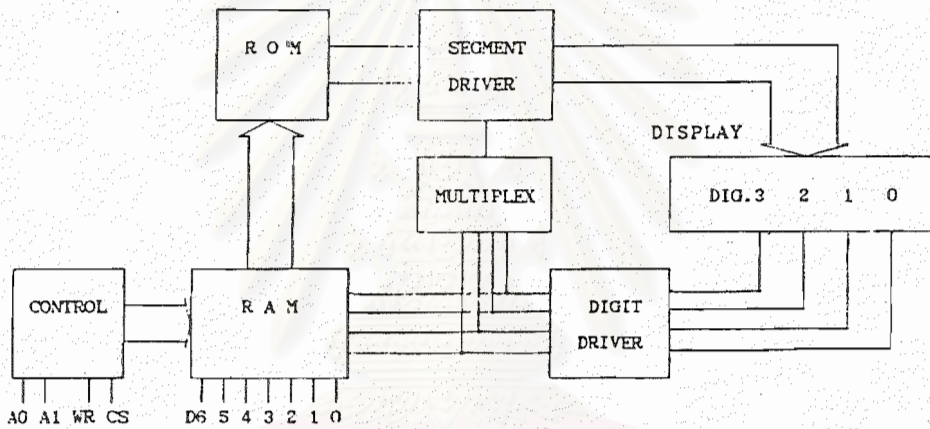 R O M
SEGMENT
DRIVER
DISPLAY
MULTIPLEX
DIG.3 2 1 0
CONTROL
R A M
DIGIT
DRIVER
A0 A1 WR CS
D6 5 4 3 2 1 0